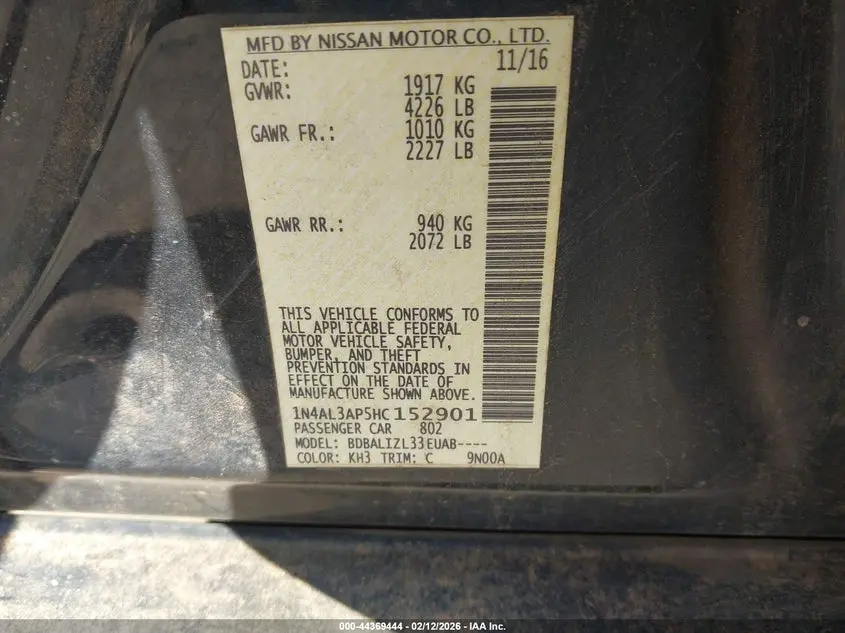 MFD BY NISSAN MOTOR CO., LTD.
DATE: 11/16
GVWR: 1917 KG
4226 LB
GAWR FR.: 1010 KG
2227 LB
GAWR RR.: 940 KG
2072 LB
THIS VEHICLE CONFORMS TO
ALL APPLICABLE FEDERAL
MOTOR VEHICLE SAFETY,
BUMPER, AND THEFT
PREVENTION STANDARDS IN
EFFECT ON THE DATE OF
MANUFACTURE SHOWN ABOVE.
1N4AL3AP5HC152901
PASSENGER CAR 802
MODEL: BDBALIZL33EUAB----
COLOR: KH3 TRIM: C 9N00A
000-44369444 - 02/12/2026 - IAA Inc.